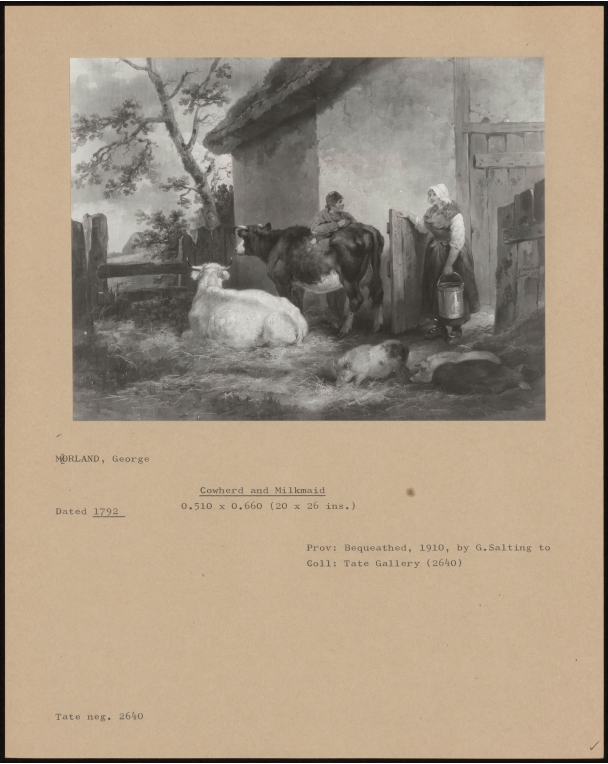 MORLAND, George
Cowherd and Milkmaid
0.510 x 0.660 (20 x 26 ins.)
Dated 1792
Prov: Bequeathed, 1910, by G.Salting to
Coll: Tate Gallery (2640)
Tate neg. 2640